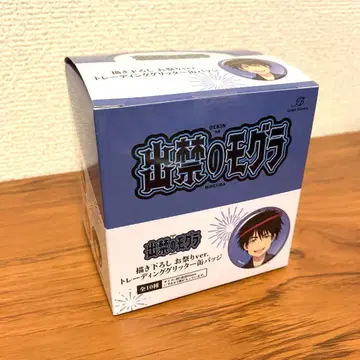 描き下ろし お祭りver.
トレーディンググリッター缶バッジ
DEKIN
NO
MOGURA
出禁のモグラ
出禁のモグラ
描き下ろし お祭りver.
トレーディンググリッター缶バッジ
全10種